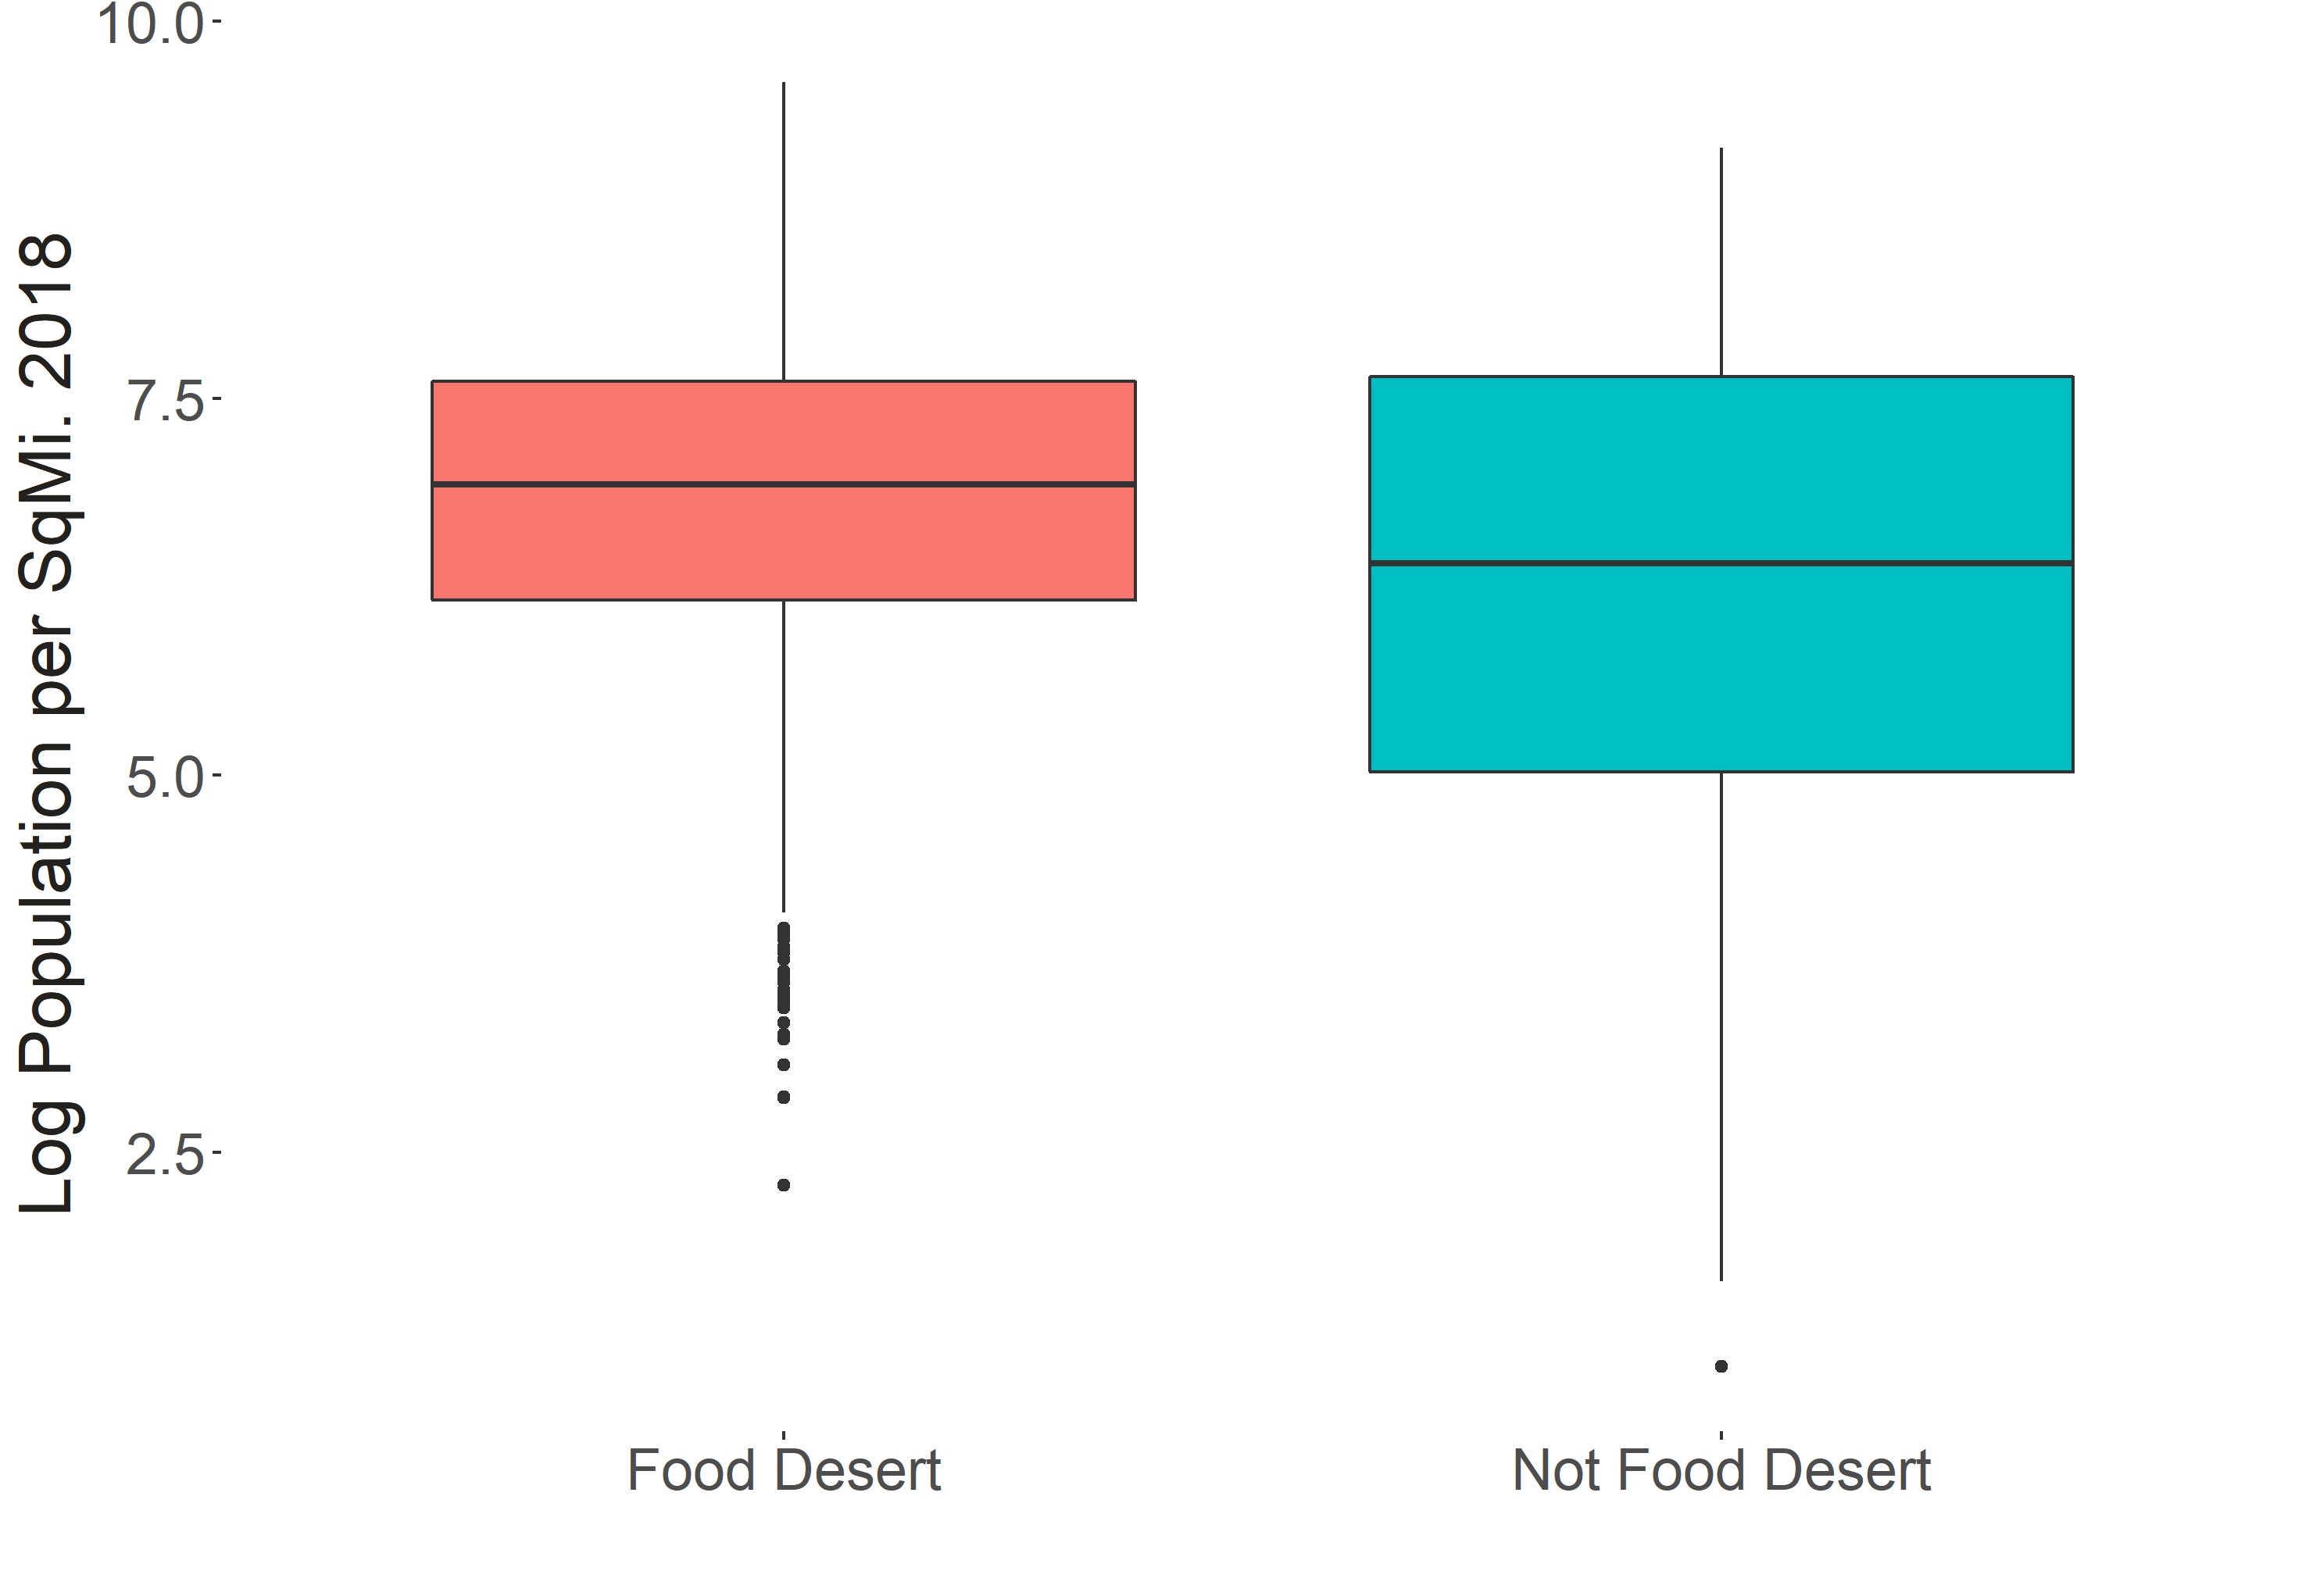 Log Population per SqMi. 2018
10.0
7.5
5.0
2.5
Food Desert
Not Food Desert